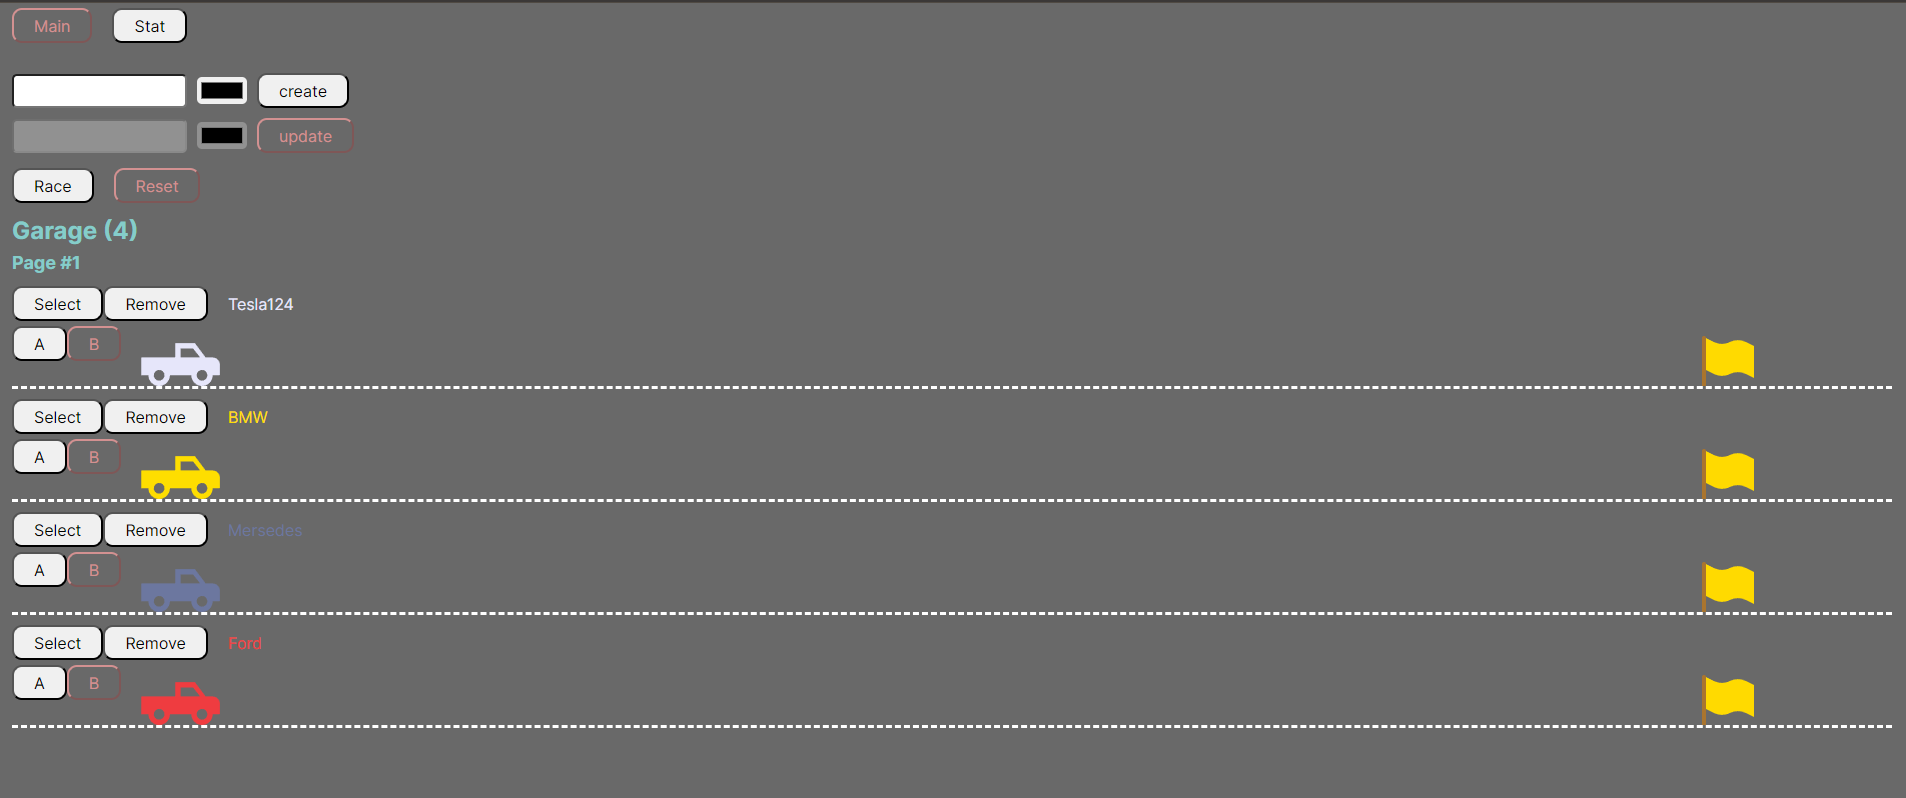 Main Stat
create
update
Race Reset
Garage (4)
Page #1
Select Remove Tesla124
A B
Select Remove BMW
A B
Select Remove Mersedes
A B
Select Remove Ford
A B